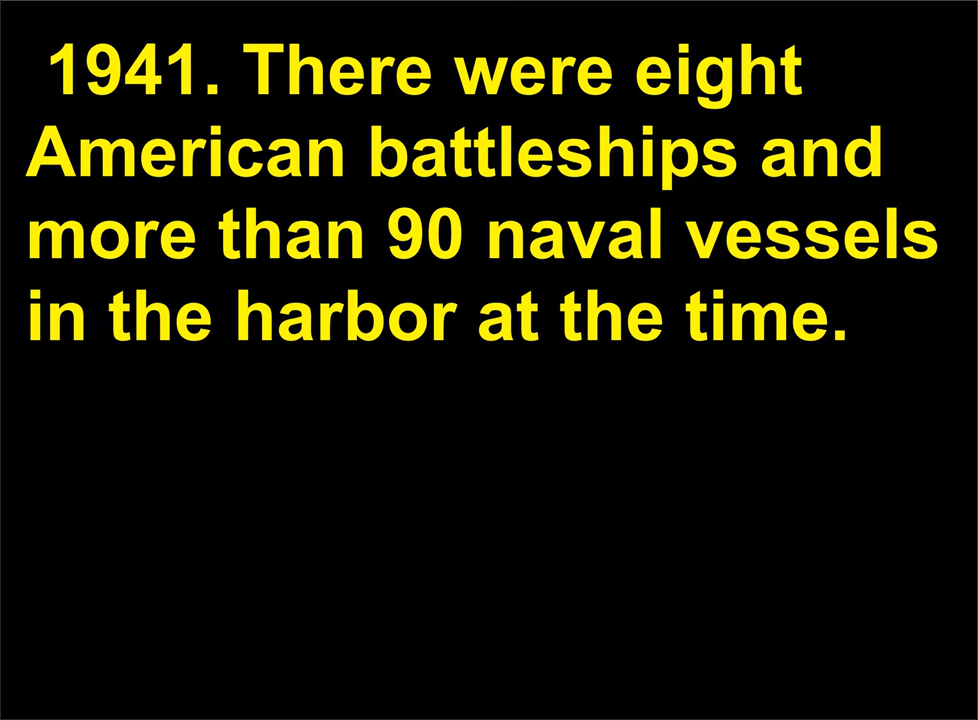 1941. There were eight
American battleships and
more than 90 naval vessels
in the harbor at the time.